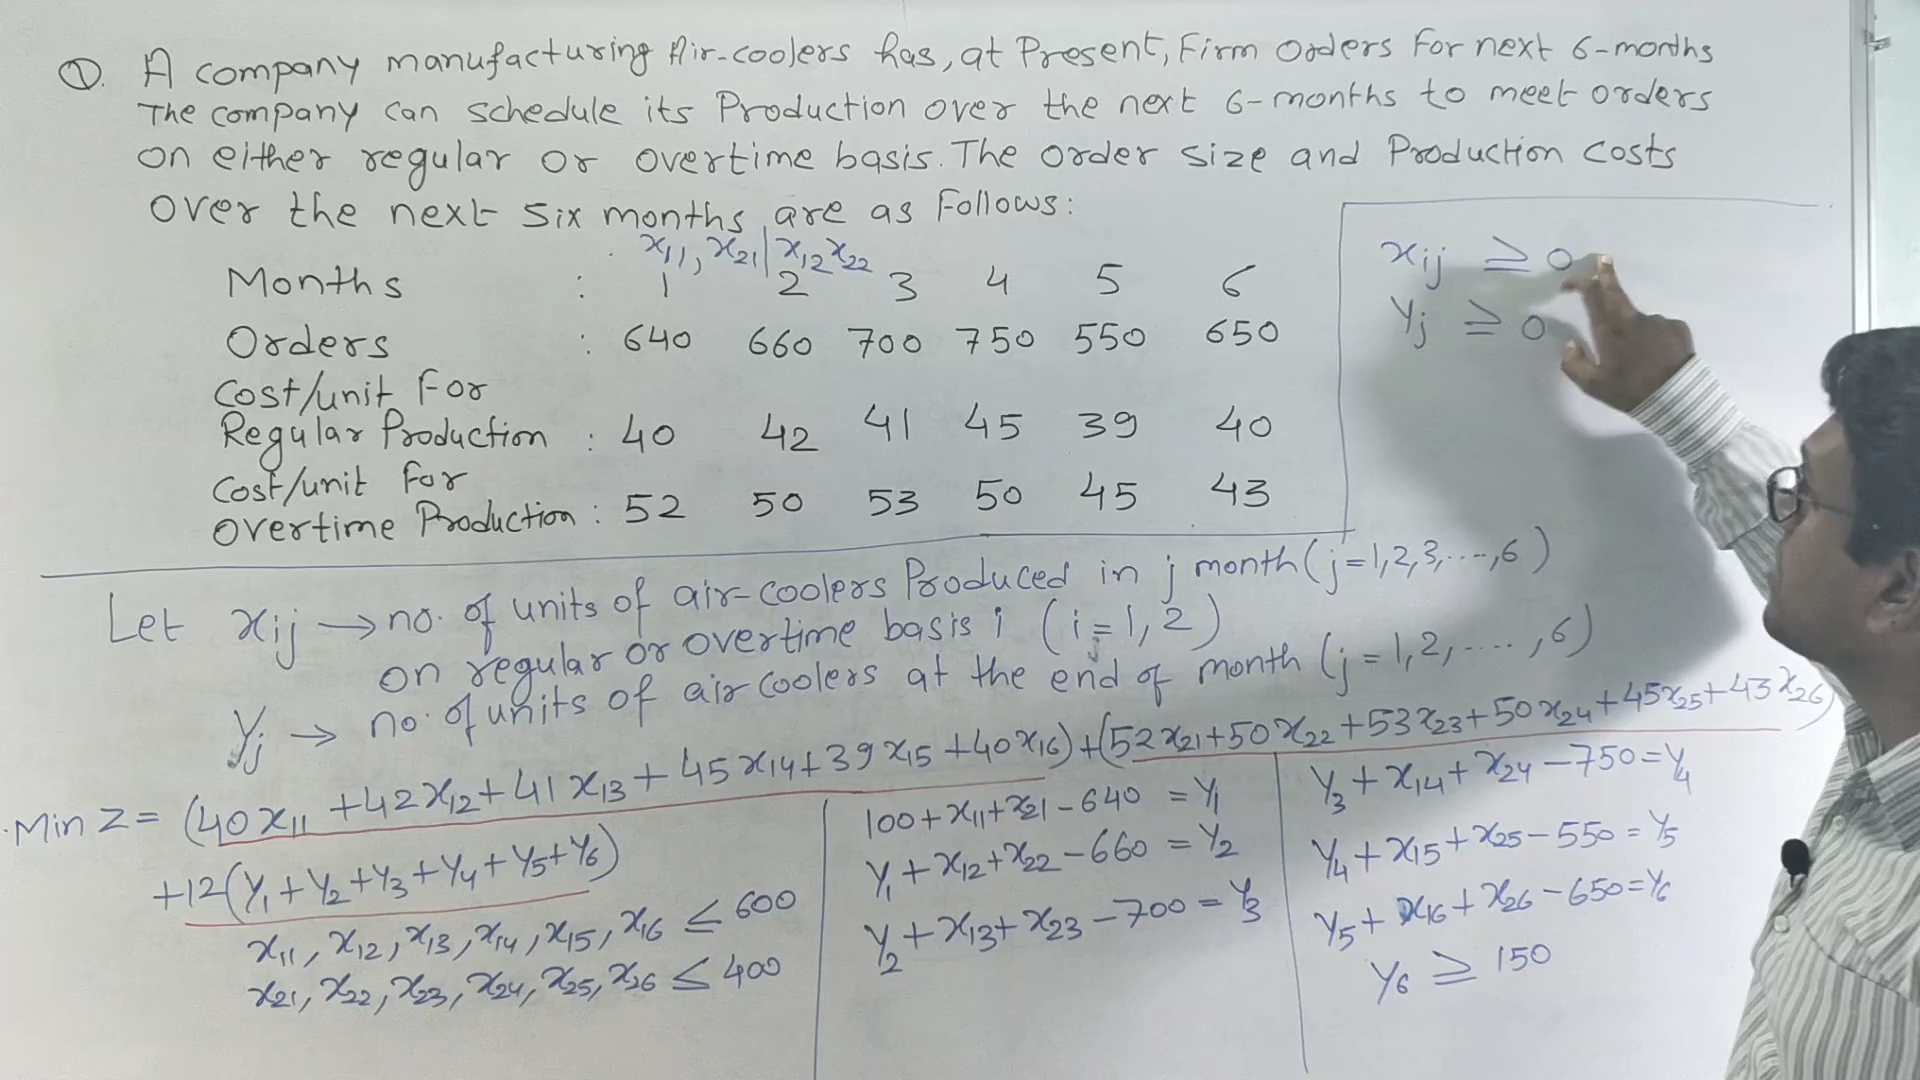 ①. A company manufacturing Air-coolers has, at Present, Firm Orders For next 6-months
The company can schedule its Production over the next 6-months to meet orders
on either regular or overtime basis. The order size and Production costs
over the next six months are as Follows:
x₁₁, x₂₁ | x₁₂ x₂₂
Months : 1 2 3 4 5 6
Orders : 640 660 700 750 550 650
Cost/unit For
Regular Production : 40 42 41 45 39 40
Cost/unit For
overtime Production : 52 50 53 50 45 43
xij ≥ 0
Yj ≥ 0
Let xij → no. of units of air-coolers Produced in j month (j=1,2,3,....,6)
on regular or overtime basis i (i=1,2)
Yj → no. of units of air coolers at the end of month (j=1,2,....,6)
Min Z = (40x₁₁ + 42x₁₂ + 41x₁₃ + 45x₁₄ + 39x₁₅ + 40x₁₆) + (52x₂₁ + 50x₂₂ + 53x₂₃ + 50x₂₄ + 45x₂₅ + 43x₂₆)
+12(Y₁ + Y₂ + Y₃ + Y₄ + Y₅ + Y₆)
x₁₁, x₁₂, x₁₃, x₁₄, x₁₅, x₁₆ ≤ 600
x₂₁, x₂₂, x₂₃, x₂₄, x₂₅, x₂₆ ≤ 400
100 + x₁₁ + x₂₁ - 640 = Y₁
Y₁ + x₁₂ + x₂₂ - 660 = Y₂
Y₂ + x₁₃ + x₂₃ - 700 = Y₃
Y₃ + x₁₄ + x₂₄ - 750 = Y₄
Y₄ + x₁₅ + x₂₅ - 550 = Y₅
Y₅ + x₁₆ + x₂₆ - 650 = Y₆
Y₆ ≥ 150